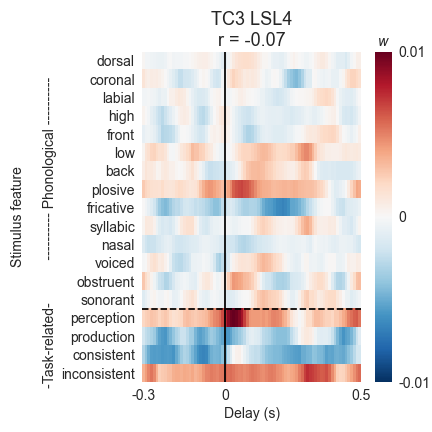 TC3 LSL4
r = -0.07
w
dorsal
coronal
labial
high
front
low
back
plosive
fricative
syllabic
nasal
voiced
obstruent
sonorant
perception
production
consistent
inconsistent
Stimulus feature
-Task-related- ---------- Phonological ----------
0.01
0
-0.01
-0.3 0 0.5
Delay (s)